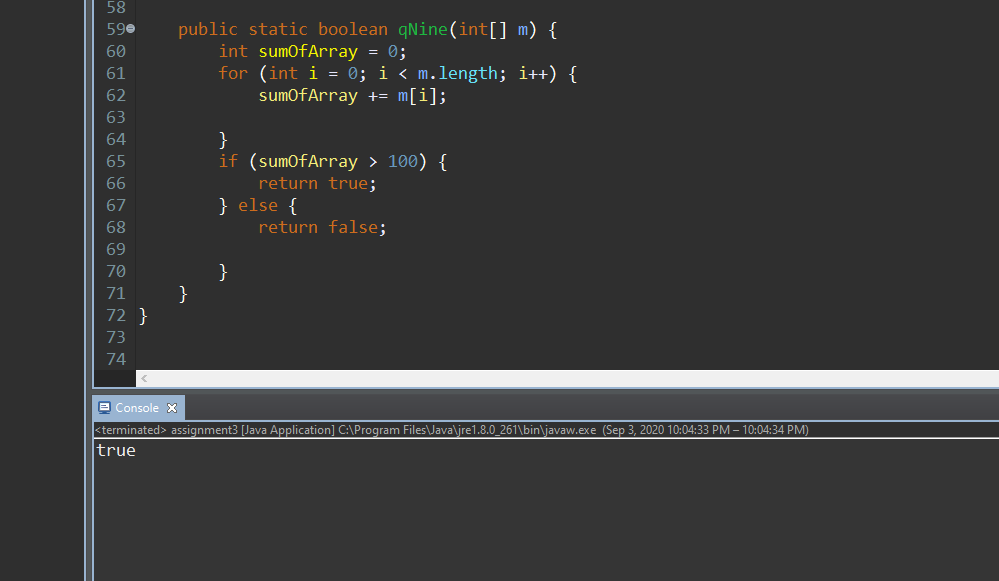 58
59 public static boolean qNine(int[] m) {
60 int sumOfArray = 0;
61 for (int i = 0; i < m.length; i++) {
62 sumOfArray += m[i];
63
64 }
65 if (sumOfArray > 100) {
66 return true;
67 } else {
68 return false;
69
70 }
71 }
72 }
73
74
Console
<terminated> assignment3 [Java Application] C:\Program Files\Java\jre1.8.0_261\bin\javaw.exe (Sep 3, 2020 10:04:33 PM – 10:04:34 PM)
true